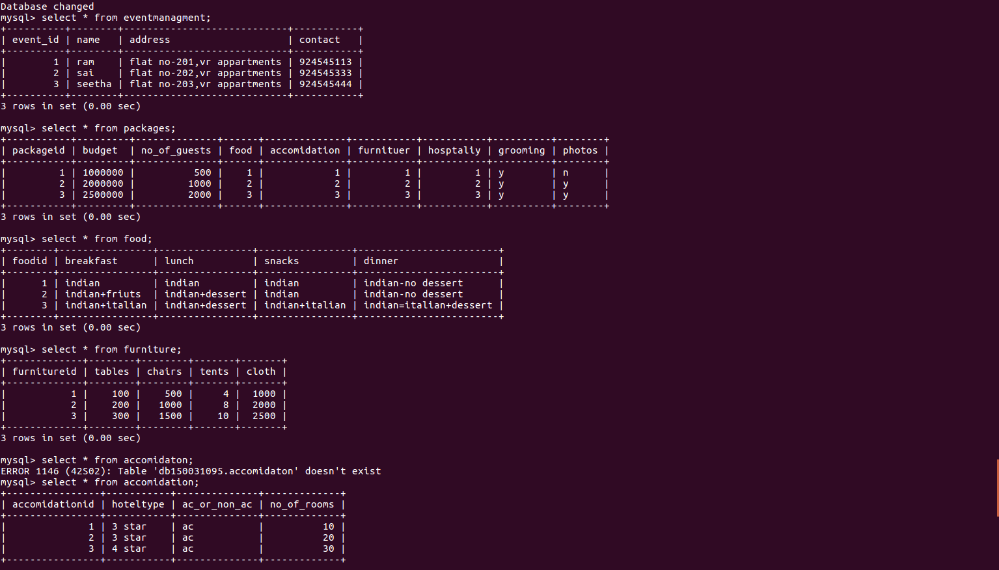 Database changed
mysql> select * from eventmanagment;
+----------+--------+----------------------------+-----------+
| event_id | name   | address                    | contact   |
+----------+--------+----------------------------+-----------+
|        1 | ram    | flat no-201,vr appartments | 924545113 |
|        2 | sai    | flat no-202,vr appartments | 924545333 |
|        3 | seetha | flat no-203,vr appartments | 924545444 |
+----------+--------+----------------------------+-----------+
3 rows in set (0.00 sec)

mysql> select * from packages;
+-----------+---------+--------------+------+--------------+-----------+-----------+----------+--------+
| packageid | budget  | no_of_guests | food | accomidation | furnituer | hosptaliy | grooming | photos |
+-----------+---------+--------------+------+--------------+-----------+-----------+----------+--------+
|         1 | 1000000 |          500 |    1 |            1 |         1 |         1 | y        | n      |
|         2 | 2000000 |         1000 |    2 |            2 |         2 |         2 | y        | y      |
|         3 | 2500000 |         2000 |    3 |            3 |         3 |         3 | y        | y      |
+-----------+---------+--------------+------+--------------+-----------+-----------+----------+--------+
3 rows in set (0.00 sec)

mysql> select * from food;
+--------+----------------+----------------+----------------+------------------------+
| foodid | breakfast      | lunch          | snacks         | dinner                 |
+--------+----------------+----------------+----------------+------------------------+
|      1 | indian         | indian         | indian         | indian-no dessert      |
|      2 | indian+friuts  | indian+dessert | indian         | indian-no dessert      |
|      3 | indian+italian | indian+dessert | indian+italian | indian=italian+dessert |
+--------+----------------+----------------+----------------+------------------------+
3 rows in set (0.00 sec)

mysql> select * from furniture;
+-------------+--------+--------+-------+-------+
| furnitureid | tables | chairs | tents | cloth |
+-------------+--------+--------+-------+-------+
|           1 |    100 |    500 |     4 |  1000 |
|           2 |    200 |   1000 |     8 |  2000 |
|           3 |    300 |   1500 |    10 |  2500 |
+-------------+--------+--------+-------+-------+
3 rows in set (0.00 sec)

mysql> select * from accomidaton;
ERROR 1146 (42S02): Table 'db150031095.accomidaton' doesn't exist
mysql> select * from accomidation;
+----------------+-----------+--------------+-------------+
| accomidationid | hoteltype | ac_or_non_ac | no_of_rooms |
+----------------+-----------+--------------+-------------+
|              1 | 3 star    | ac           |          10 |
|              2 | 3 star    | ac           |          20 |
|              3 | 4 star    | ac           |          30 |
+----------------+-----------+--------------+-------------+